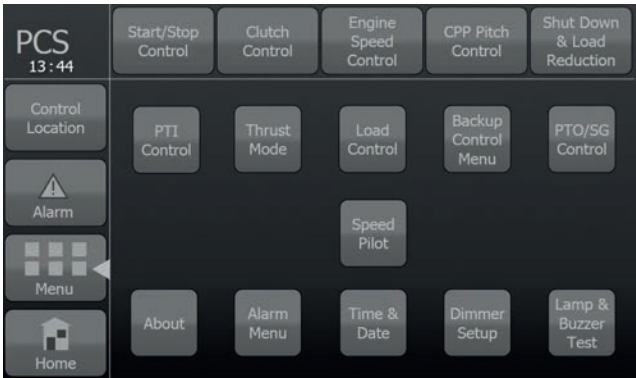 PCS
13:44
Start/Stop
Control
Clutch
Control
Engine
Speed
Control
CPP Pitch
Control
Shut Down
& Load
Reduction
Control
Location
Alarm
Menu
Home
PTI
Control
Thrust
Mode
Load
Control
Backup
Control
Menu
PTO/SG
Control
Speed
Pilot
About
Alarm
Menu
Time &
Date
Dimmer
Setup
Lamp &
Buzzer
Test